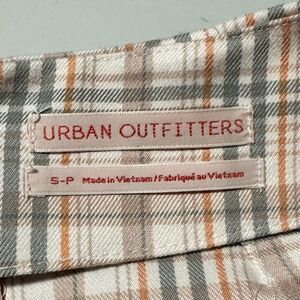 URBAN OUTFITTERS
S-P Made in Vietnam / Fabriqué au Vietnam